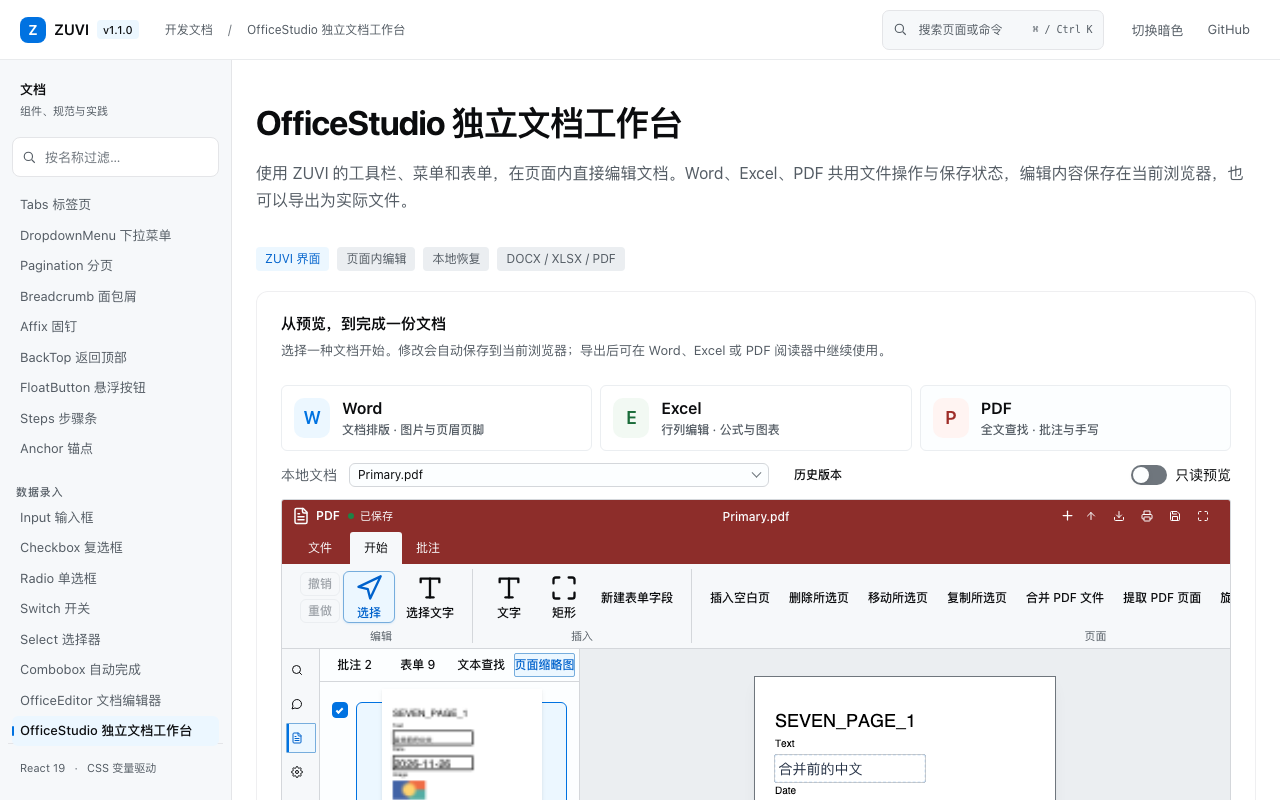 Z ZUVI v1.1.0 开发文档 / OfficeStudio 独立文档工作台 搜索页面或命令 ⌘ / Ctrl K 切换暗色 GitHub
文档
组件、规范与实践
按名称过滤...
Tabs 标签页
DropdownMenu 下拉菜单
Pagination 分页
Breadcrumb 面包屑
Affix 固钉
BackTop 返回顶部
FloatButton 悬浮按钮
Steps 步骤条
Anchor 锚点
数据录入
Input 输入框
Checkbox 复选框
Radio 单选框
Switch 开关
Select 选择器
Combobox 自动完成
OfficeEditor 文档编辑器
OfficeStudio 独立文档工作台
React 19 · CSS 变量驱动
OfficeStudio 独立文档工作台
使用 ZUVI 的工具栏、菜单和表单，在页面内直接编辑文档。Word、Excel、PDF 共用文件操作与保存状态，编辑内容保存在当前浏览器，也
可以导出为实际文件。
ZUVI 界面 页面内编辑 本地恢复 DOCX / XLSX / PDF
从预览，到完成一份文档
选择一种文档开始。修改会自动保存到当前浏览器；导出后可在 Word、Excel 或 PDF 阅读器中继续使用。
W Word
文档排版 · 图片与页眉页脚
E Excel
行列编辑 · 公式与图表
P PDF
全文查找 · 批注与手写
本地文档 Primary.pdf 历史版本 只读预览
PDF 已保存 Primary.pdf
文件 开始 批注
撤销
重做
选择 选择文字
编辑
文字 矩形 新建表单字段
插入
插入空白页 删除所选页 移动所选页 复制所选页 合并 PDF 文件 提取 PDF 页面
页面
批注 2 表单 9 文本查找 页面缩略图
SEVEN_PAGE_1
2026-11-26
SEVEN_PAGE_1
Text
合并前的中文
Date